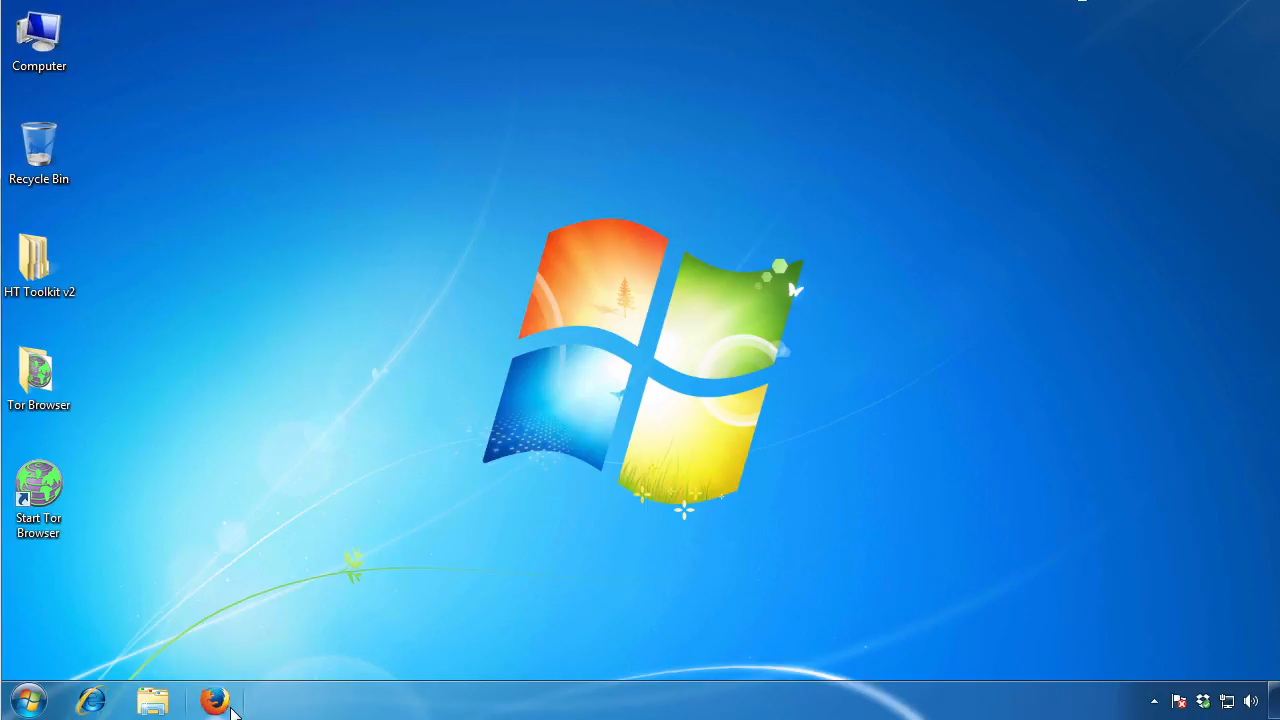 Computer
Recycle Bin
HT Toolkit v2
Tor Browser
Start Tor
Browser